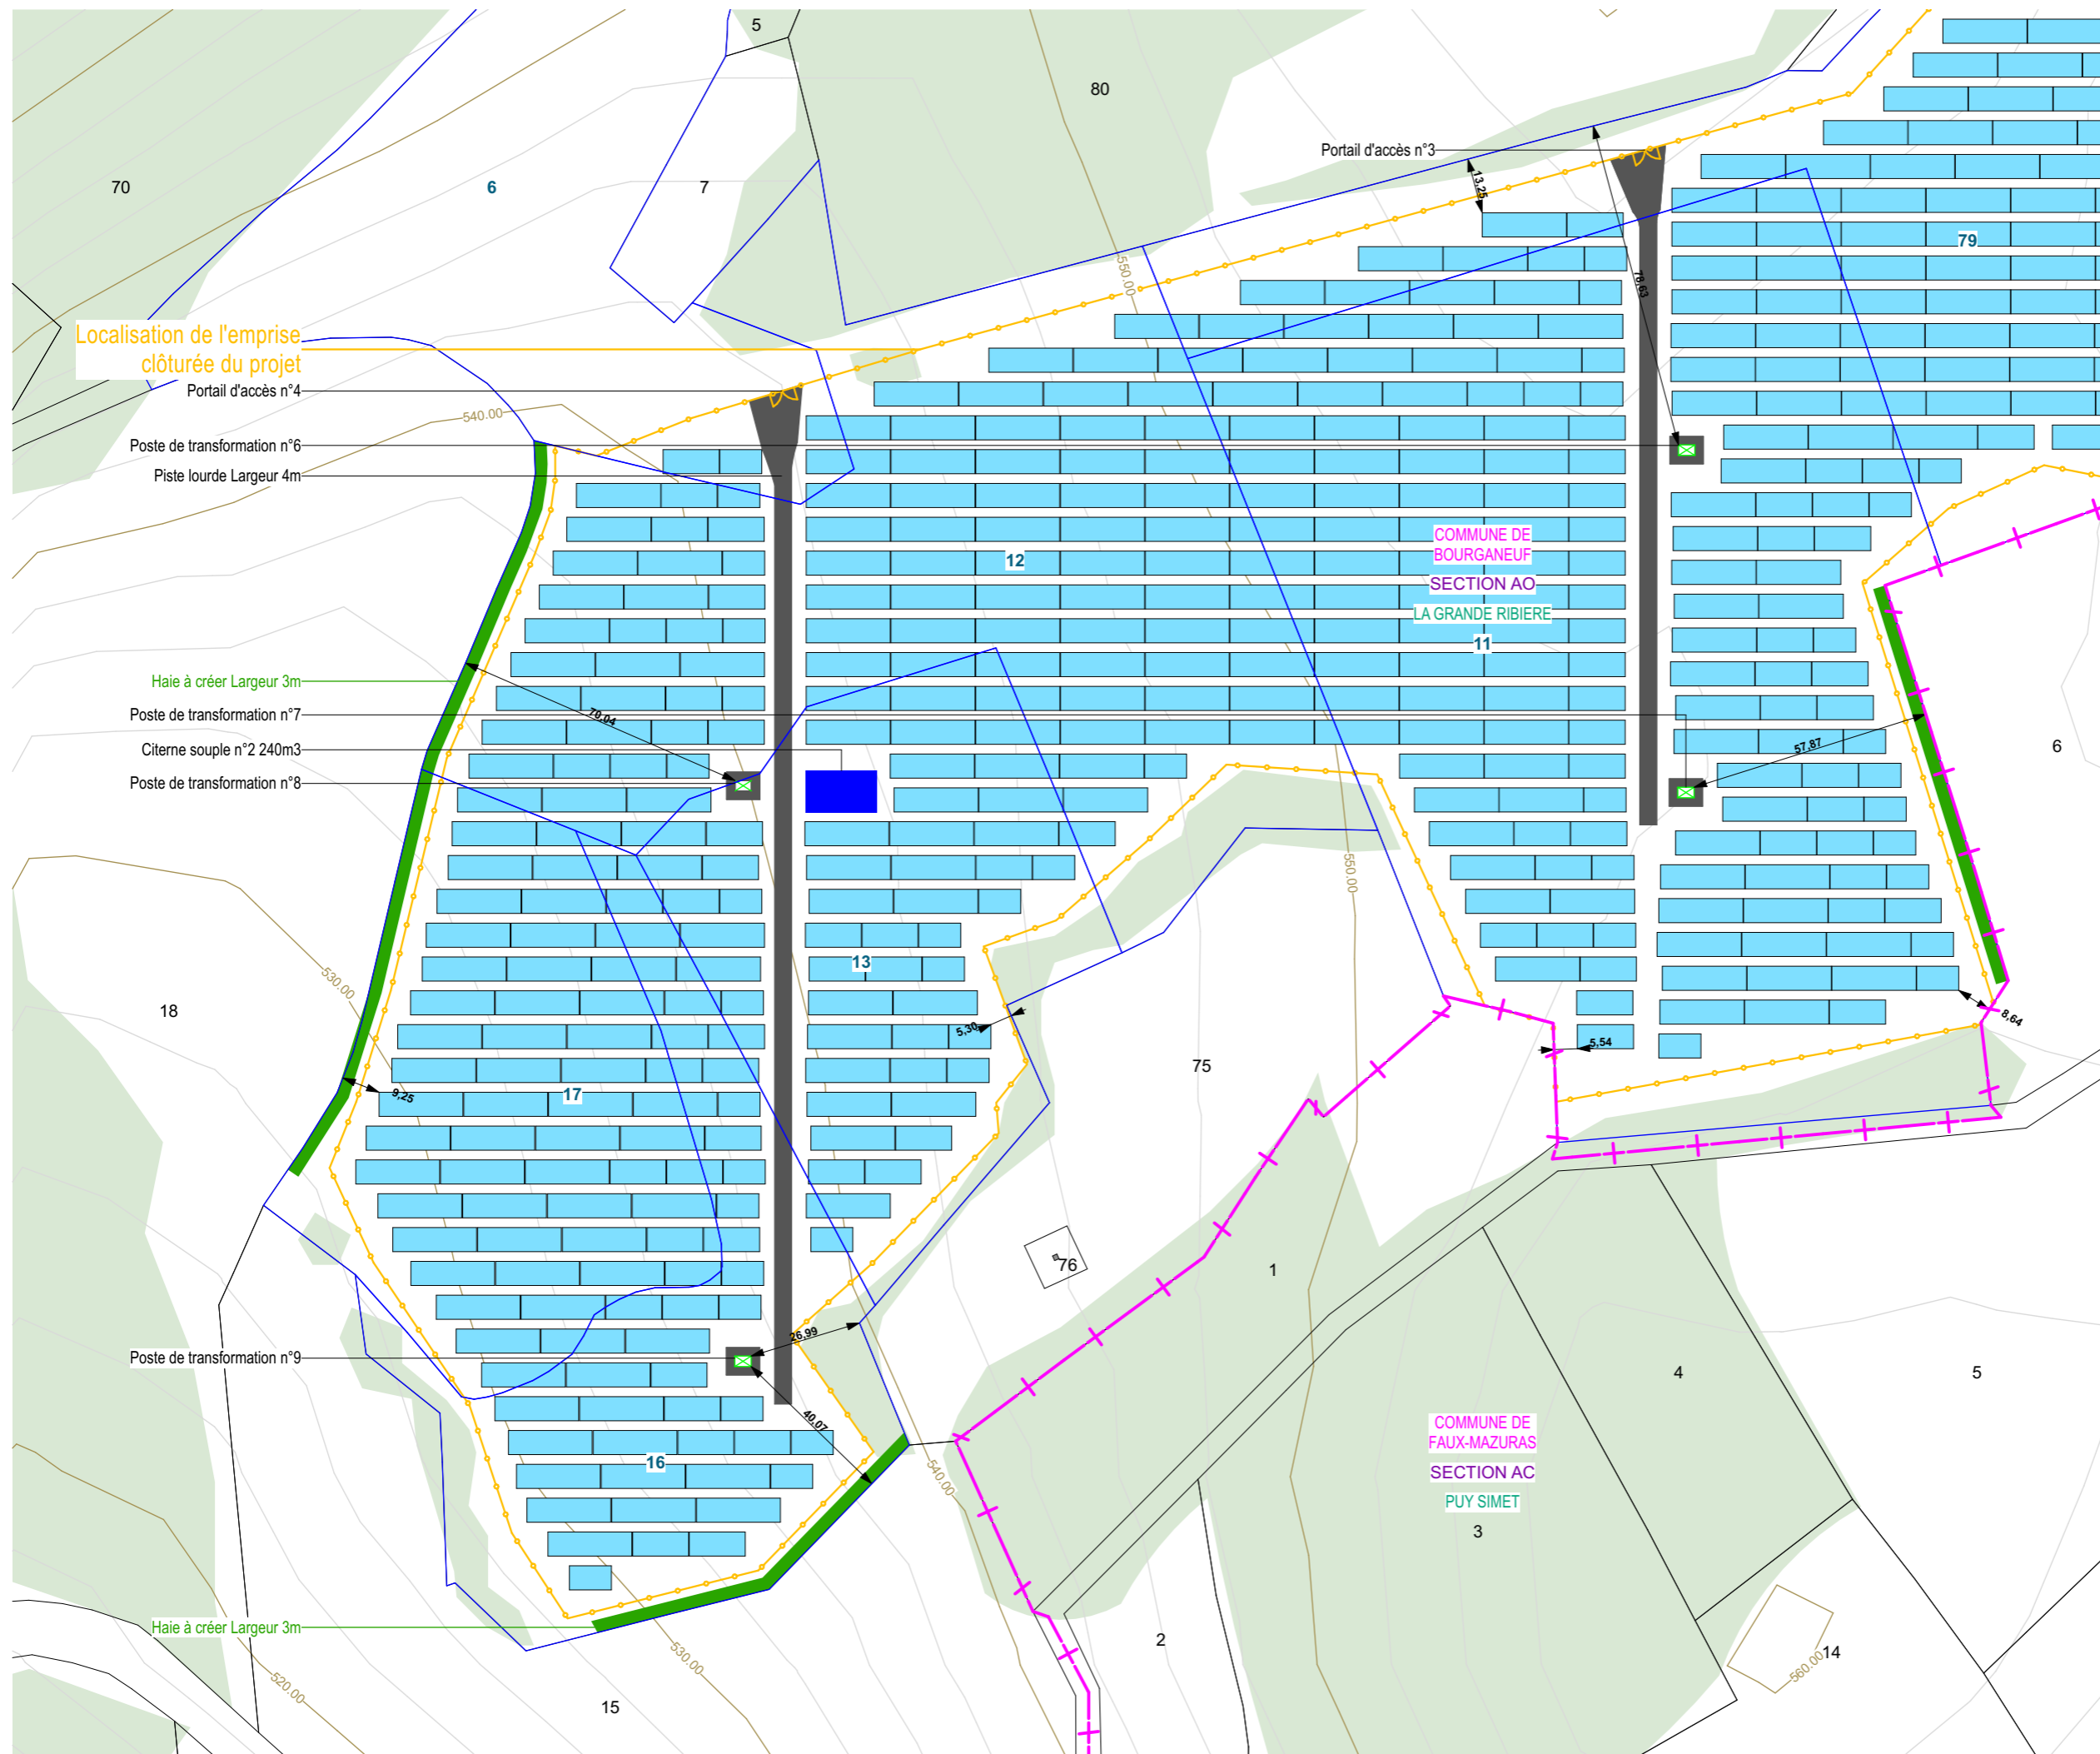 5
80
Portail d'accès n°3
13,25
70
6
7
76,63
79
550.00
Localisation de l'emprise
clôturée du projet
Portail d'accès n°4
540.00
Poste de transformation n°6
Piste lourde Largeur 4m
12
COMMUNE DE
BOURGANEUF
SECTION AO
LA GRANDE RIBIERE
11
Haie à créer Largeur 3m
70,04
Poste de transformation n°7
Citerne souple n°2 240m3
57,87
6
Poste de transformation n°8
550.00
530.00
13
18
5,30
5,54
8,64
75
9,25
17
76
1
26,99
Poste de transformation n°9
4
5
40,07
COMMUNE DE
FAUX-MAZURAS
SECTION AC
PUY SIMET
3
16
540.00
Haie à créer Largeur 3m
530.00
2
14
560.00
520.00
15